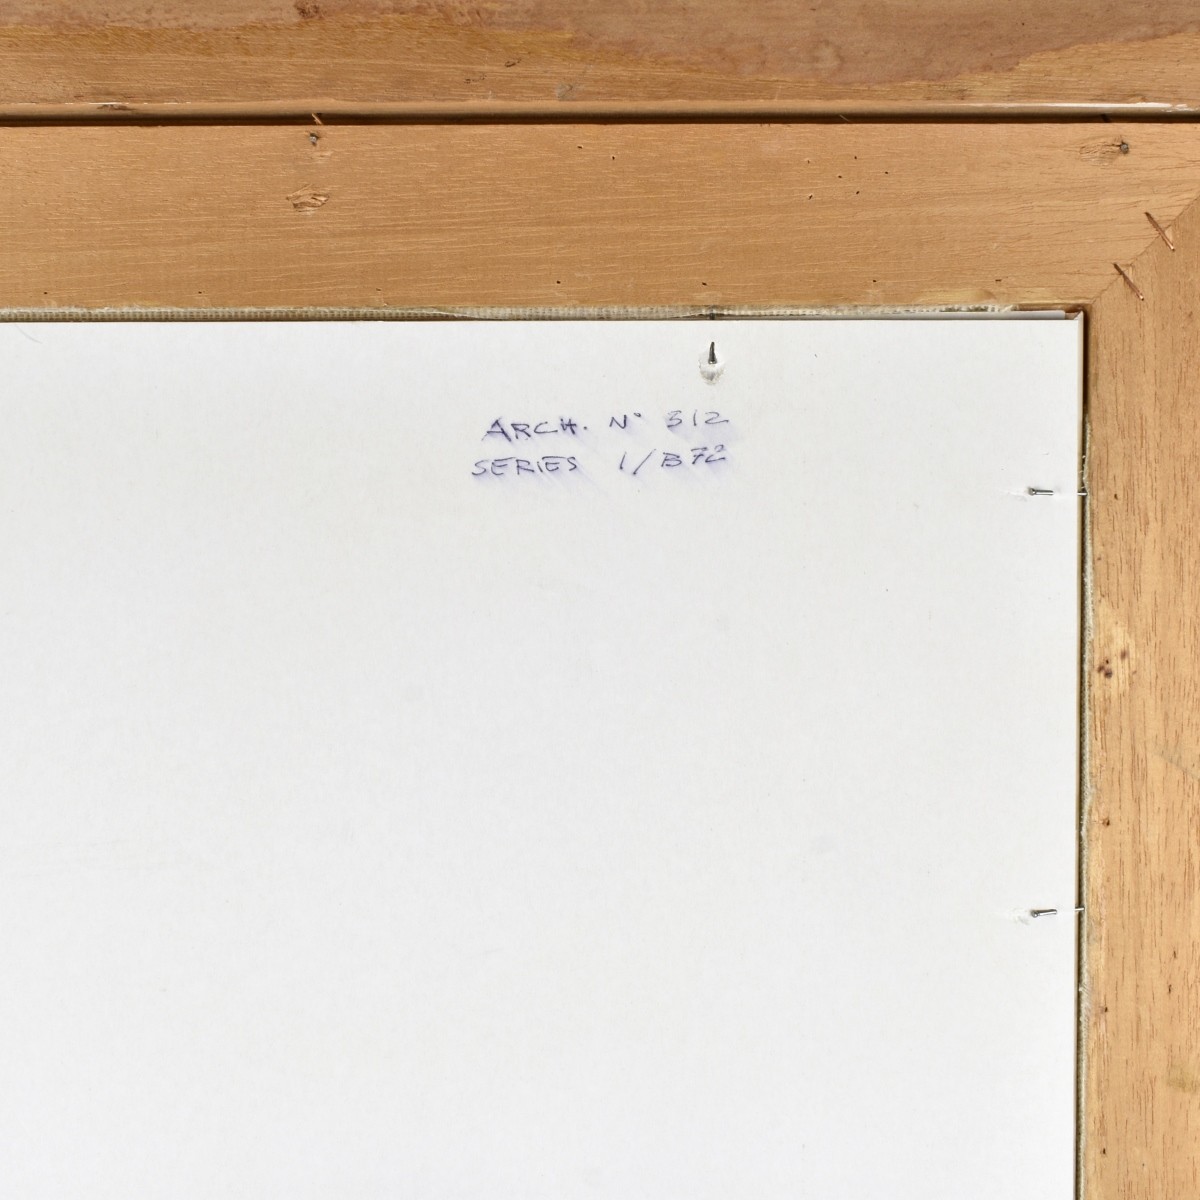 ARCH. N° 312
SERIES 1/B72